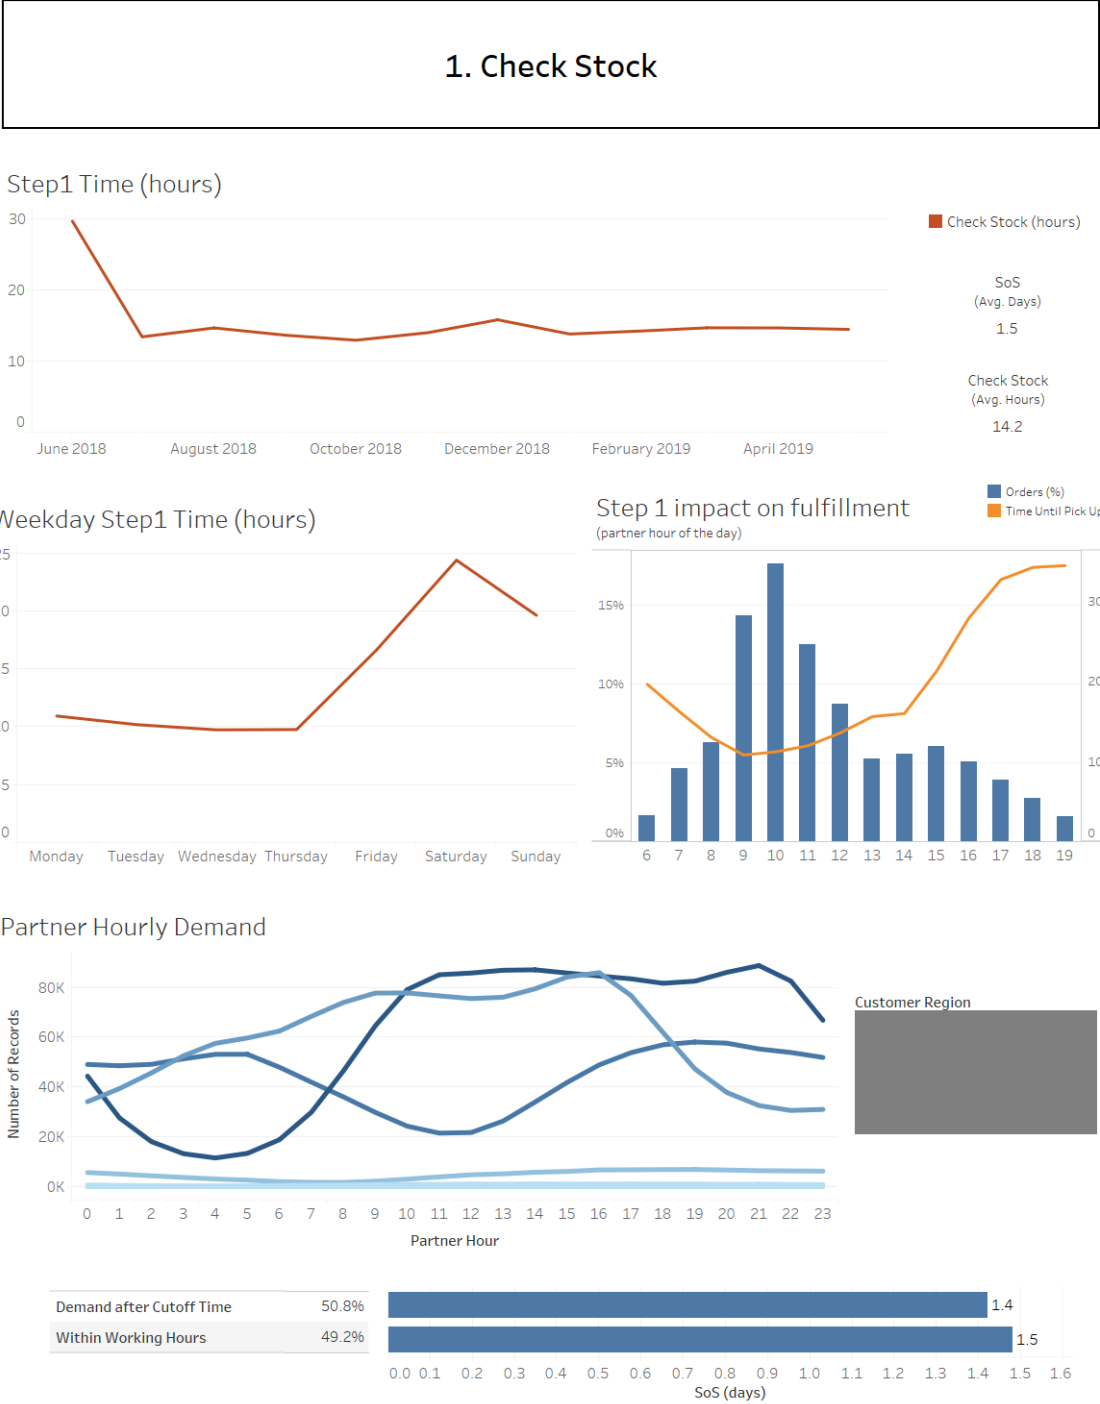 1. Check Stock
Step1 Time (hours)
30
20
10
0
June 2018 August 2018 October 2018 December 2018 February 2019 April 2019
Check Stock (hours)
SoS
(Avg. Days)
1.5
Check Stock
(Avg. Hours)
14.2
Weekday Step1 Time (hours)
5
0
5
0
5
0
Monday Tuesday Wednesday Thursday Friday Saturday Sunday
Step 1 impact on fulfillment
(partner hour of the day)
Orders (%)
Time Until Pick Up
15%
10%
5%
0%
30
20
10
0
6 7 8 9 10 11 12 13 14 15 16 17 18 19
Partner Hourly Demand
Number of Records
80K
60K
40K
20K
0K
0 1 2 3 4 5 6 7 8 9 10 11 12 13 14 15 16 17 18 19 20 21 22 23
Partner Hour
Customer Region
Demand after Cutoff Time 50.8% 1.4
Within Working Hours 49.2% 1.5
0.0 0.1 0.2 0.3 0.4 0.5 0.6 0.7 0.8 0.9 1.0 1.1 1.2 1.3 1.4 1.5 1.6
SoS (days)